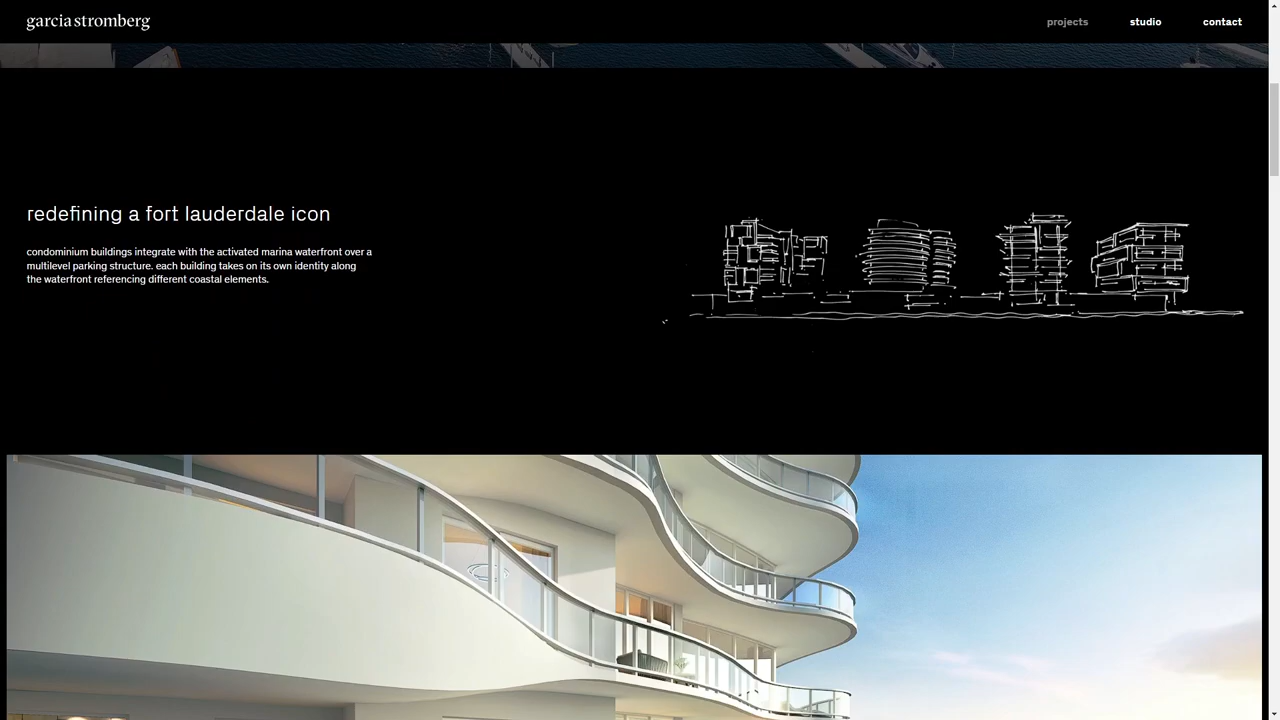 garcia stromberg
projects
studio
contact
redefining a fort lauderdale icon
condominium buildings integrate with the activated marina waterfront over a
multilevel parking structure. each building takes on its own identity along
the waterfront referencing different coastal elements.